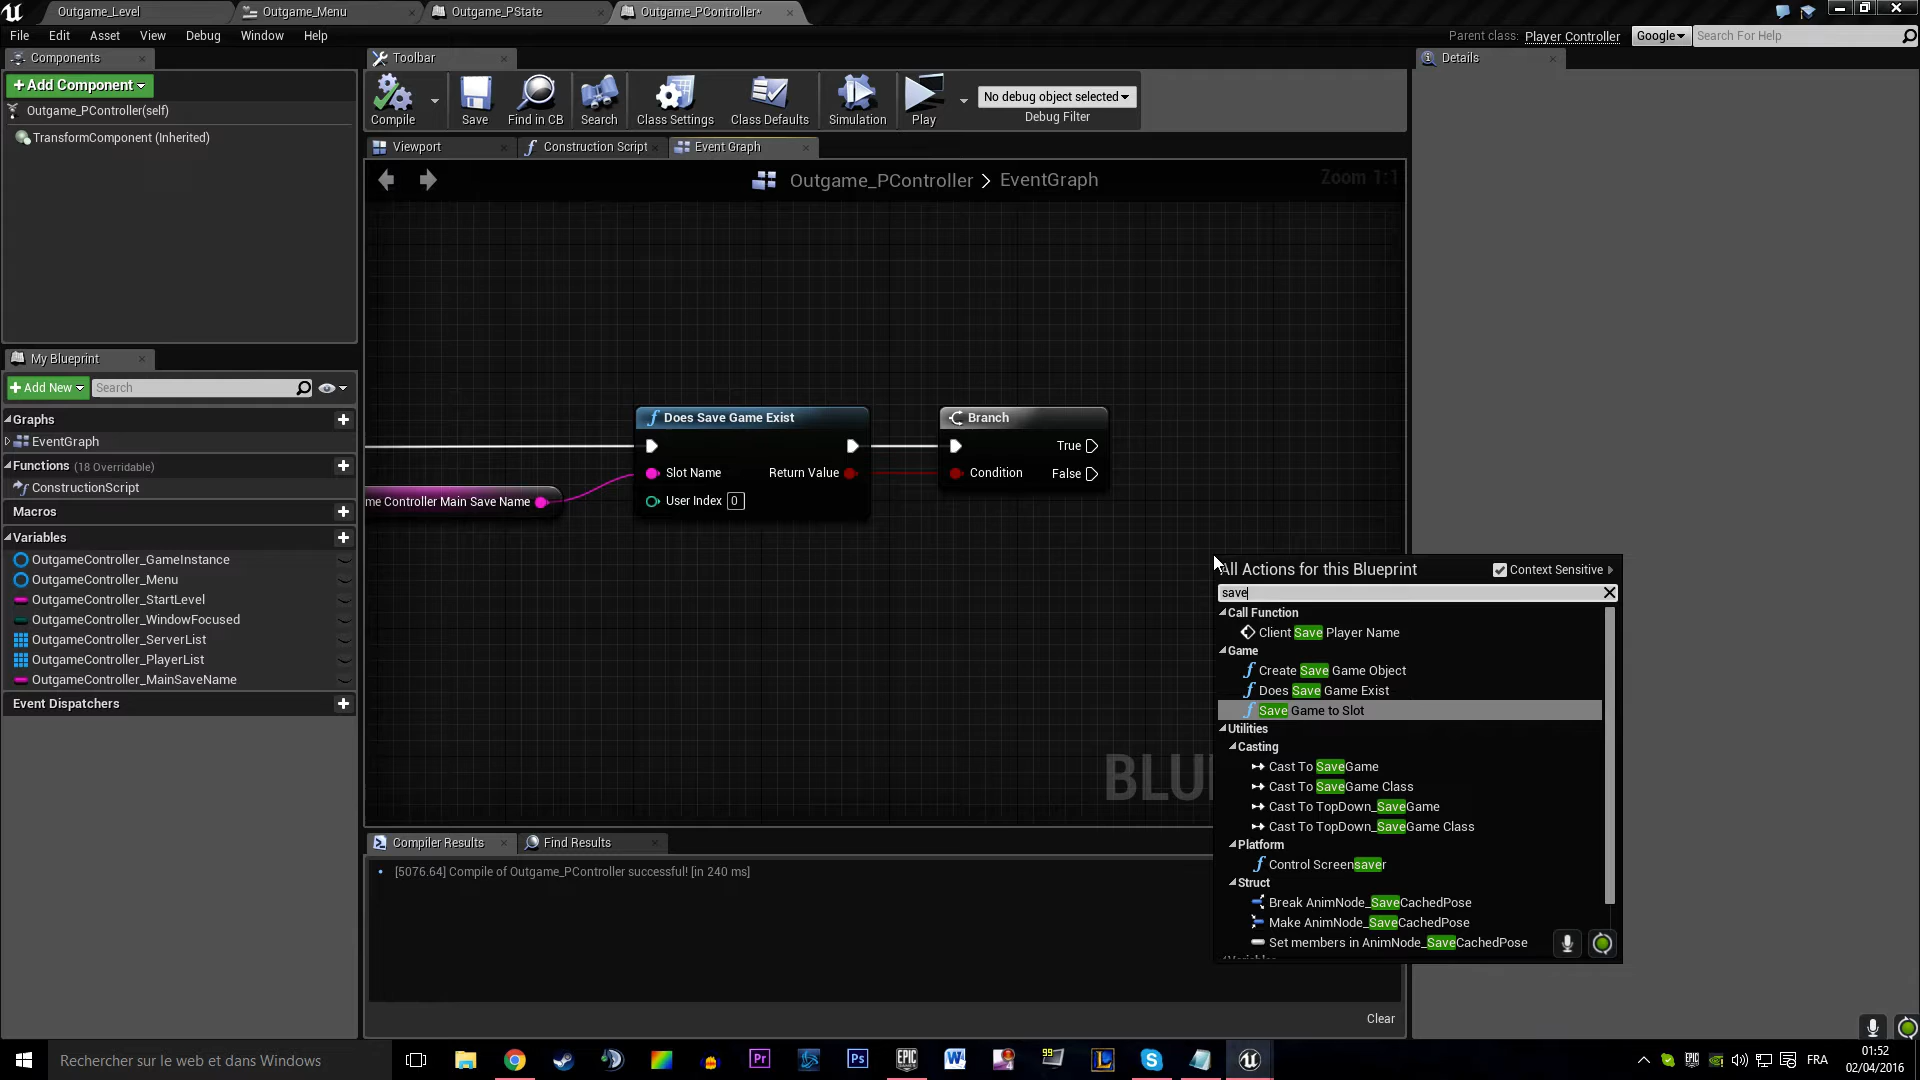 Outgame_Level
Outgame_Menu
Outgame_PState
Outgame_PController*
File Edit Asset View Debug Window Help
Parent class: Player Controller
Google
Search For Help
Components
+Add Component
Outgame_PController(self)
TransformComponent (Inherited)
Toolbar
Compile
Save
Find in CB
Search
Class Settings
Class Defaults
Simulation
Play
No debug object selected
Debug Filter
Details
Viewport
Construction Script
Event Graph
Outgame_PController > EventGraph
Zoom 1:1
My Blueprint
+Add New
Search
Graphs
EventGraph
Functions (18 Overridable)
ConstructionScript
Macros
Variables
OutgameController_GameInstance
OutgameController_Menu
OutgameController_StartLevel
OutgameController_WindowFocused
OutgameController_ServerList
OutgameController_PlayerList
OutgameController_MainSaveName
Event Dispatchers
me Controller Main Save Name
Does Save Game Exist
Slot Name
Return Value
User Index 0
Branch
True
Condition
False
BLU
All Actions for this Blueprint
Context Sensitive
save
Call Function
Client Save Player Name
Game
Create Save Game Object
Does Save Game Exist
Save Game to Slot
Utilities
Casting
Cast To SaveGame
Cast To SaveGame Class
Cast To TopDown_SaveGame
Cast To TopDown_SaveGame Class
Platform
Control Screensaver
Struct
Break AnimNode_SaveCachedPose
Make AnimNode_SaveCachedPose
Set members in AnimNode_SaveCachedPose
Compiler Results
Find Results
[5076.64] Compile of Outgame_PController successful! [in 240 ms]
Clear
Rechercher sur le web et dans Windows
Pr
Ps
EPIC
99+
FRA
01:52
02/04/2016